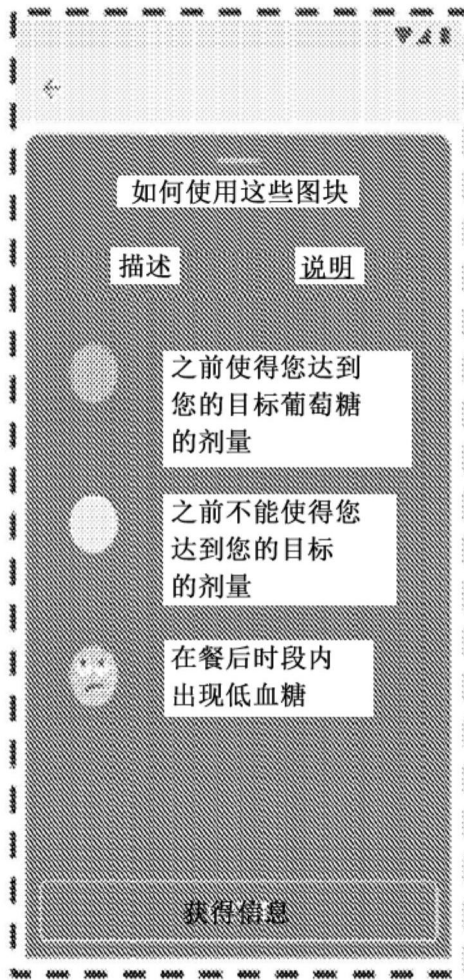 如何使用这些图块
描述 说明
之前使得您达到
您的目标葡萄糖
的剂量
之前不能使得您
达到您的目标
的剂量
在餐后时段内
出现低血糖
获得信息